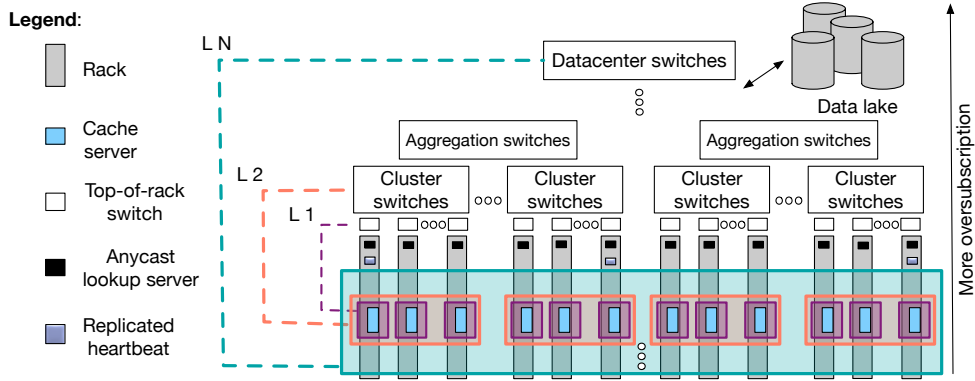 Legend:
Rack
Cache
server
Top-of-rack
switch
Anycast
lookup server
Replicated
heartbeat
L N
L 2
L 1
Datacenter switches
Data lake
Aggregation switches
Aggregation switches
Cluster
switches
Cluster
switches
Cluster
switches
Cluster
switches
More oversubscription